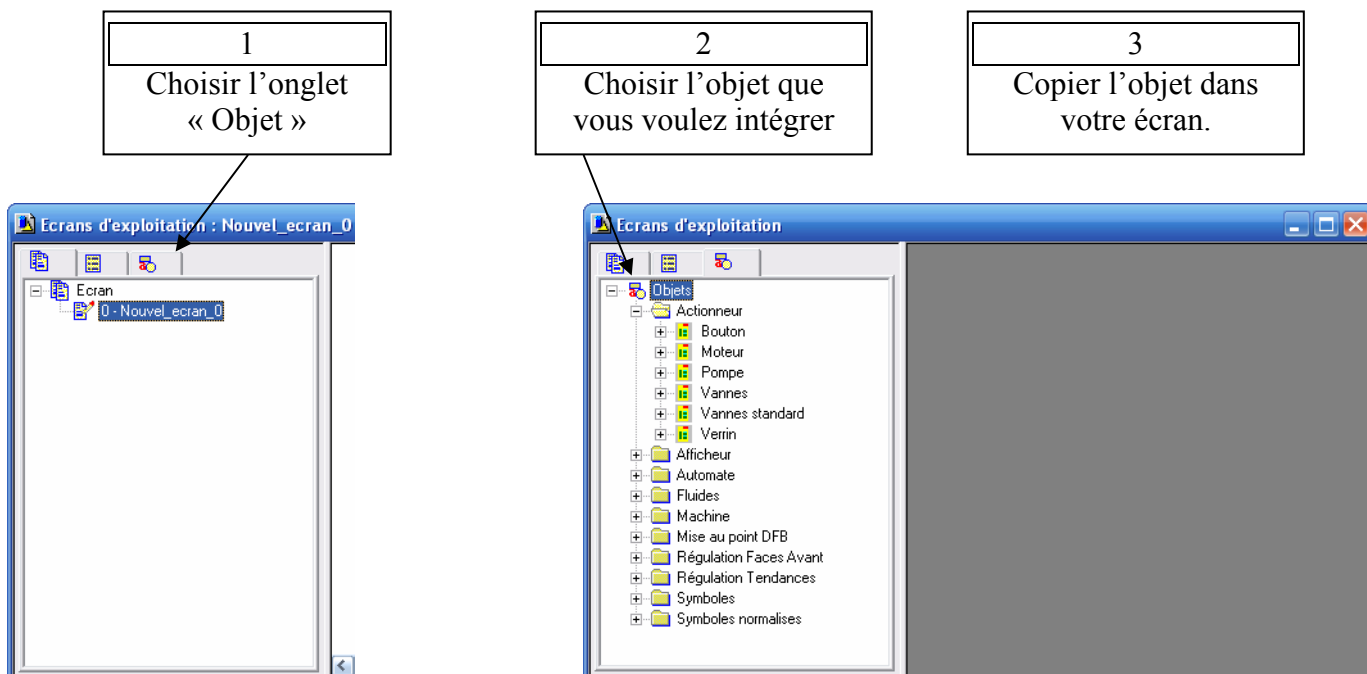 1
Choisir l’onglet
« Objet »
2
Choisir l’objet que
vous voulez intégrer
3
Copier l’objet dans
votre écran.
Ecrans d'exploitation : Nouvel_ecran_0
Ecran
0 - Nouvel_ecran_0
Ecrans d'exploitation
Objets
Actionneur
Bouton
Moteur
Pompe
Vannes
Vannes standard
Verrin
Afficheur
Automate
Fluides
Machine
Mise au point DFB
Régulation Faces Avant
Régulation Tendances
Symboles
Symboles normalises